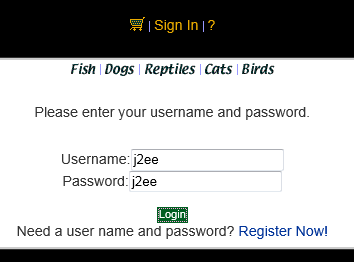 | Sign In | ?
Fish | Dogs | Reptiles | Cats | Birds
Please enter your username and password.
Username: j2ee
Password: j2ee
Login
Need a user name and password? Register Now!